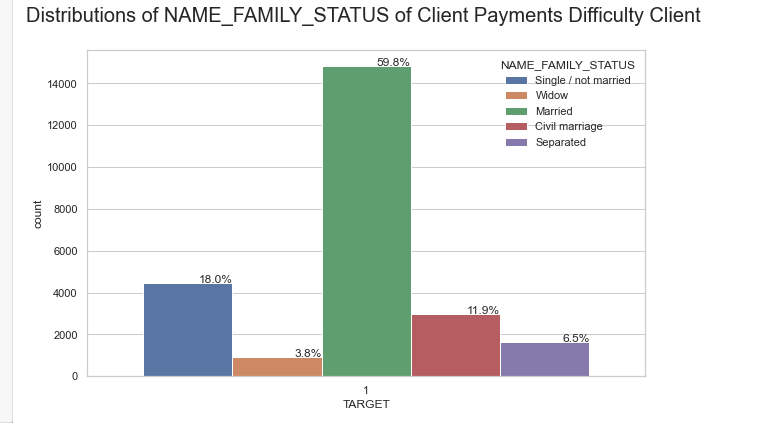 Distributions of NAME_FAMILY_STATUS of Client Payments Difficulty Client
59.8%
NAME_FAMILY_STATUS
14000
Single / not married
Widow
Married
12000
Civil marriage
Separated
10000
8000
count
6000
18.0%
4000
11.9%
2000
6.5%
3.8%
0
1
TARGET